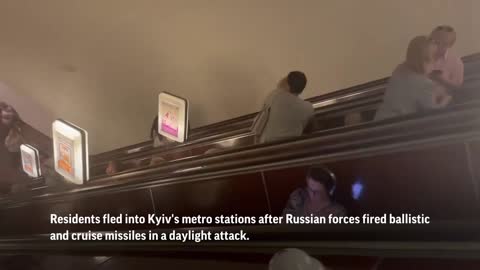 Residents fled into Kyiv's metro stations after Russian forces fired ballistic
and cruise missiles in a daylight attack.